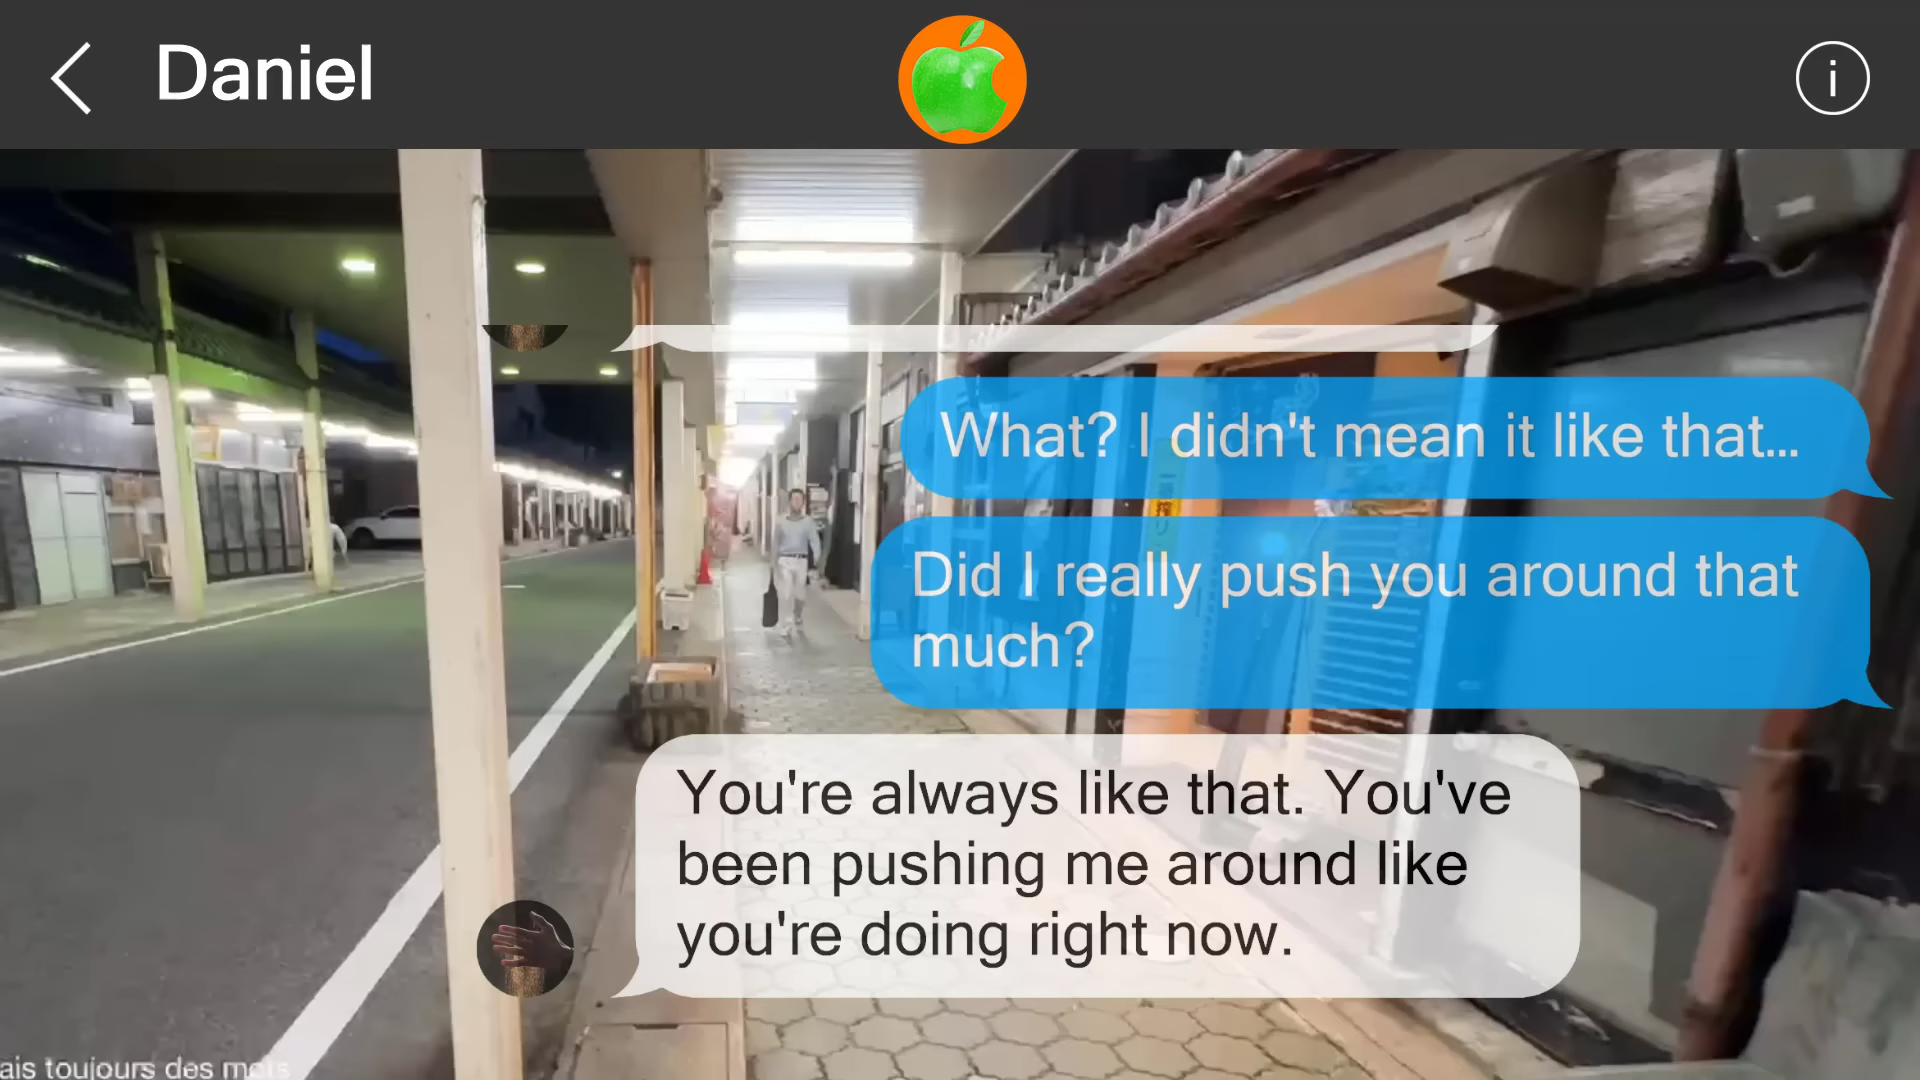 Daniel
What? I didn't mean it like that...
Did I really push you around that
much?
You're always like that. You've
been pushing me around like
you're doing right now.
ais toujours des mots